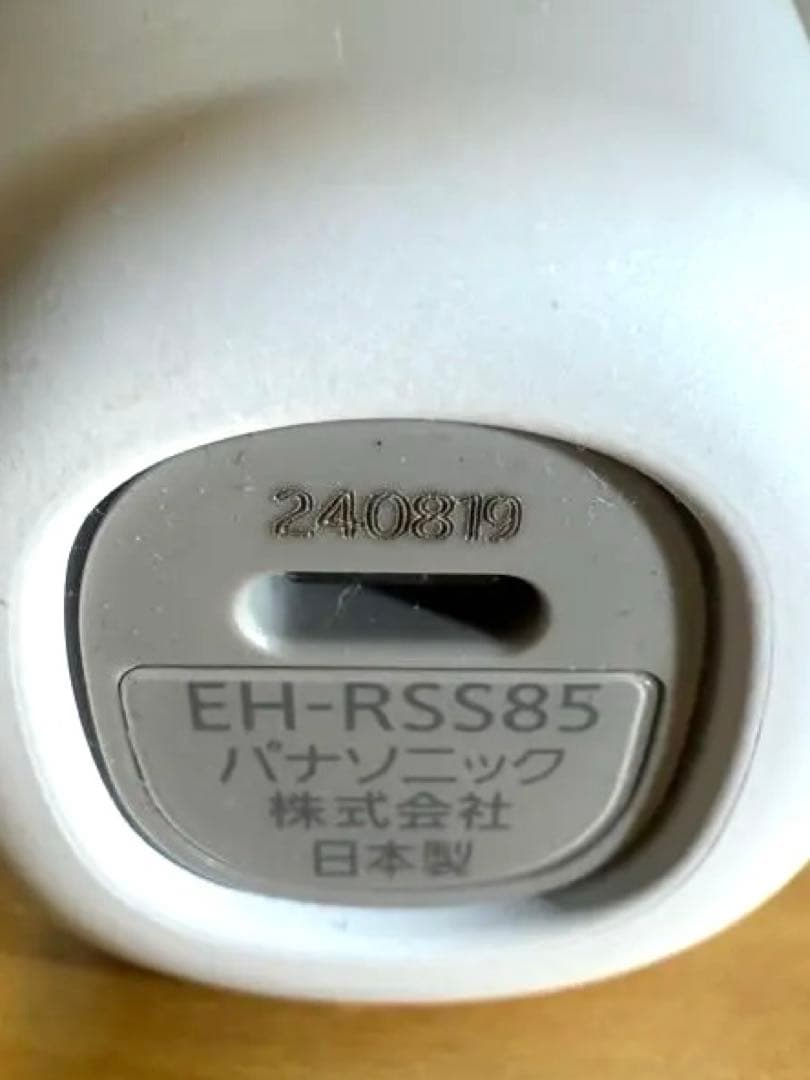 240819
EH-RSS85
パナソニック
株式会社
日本製